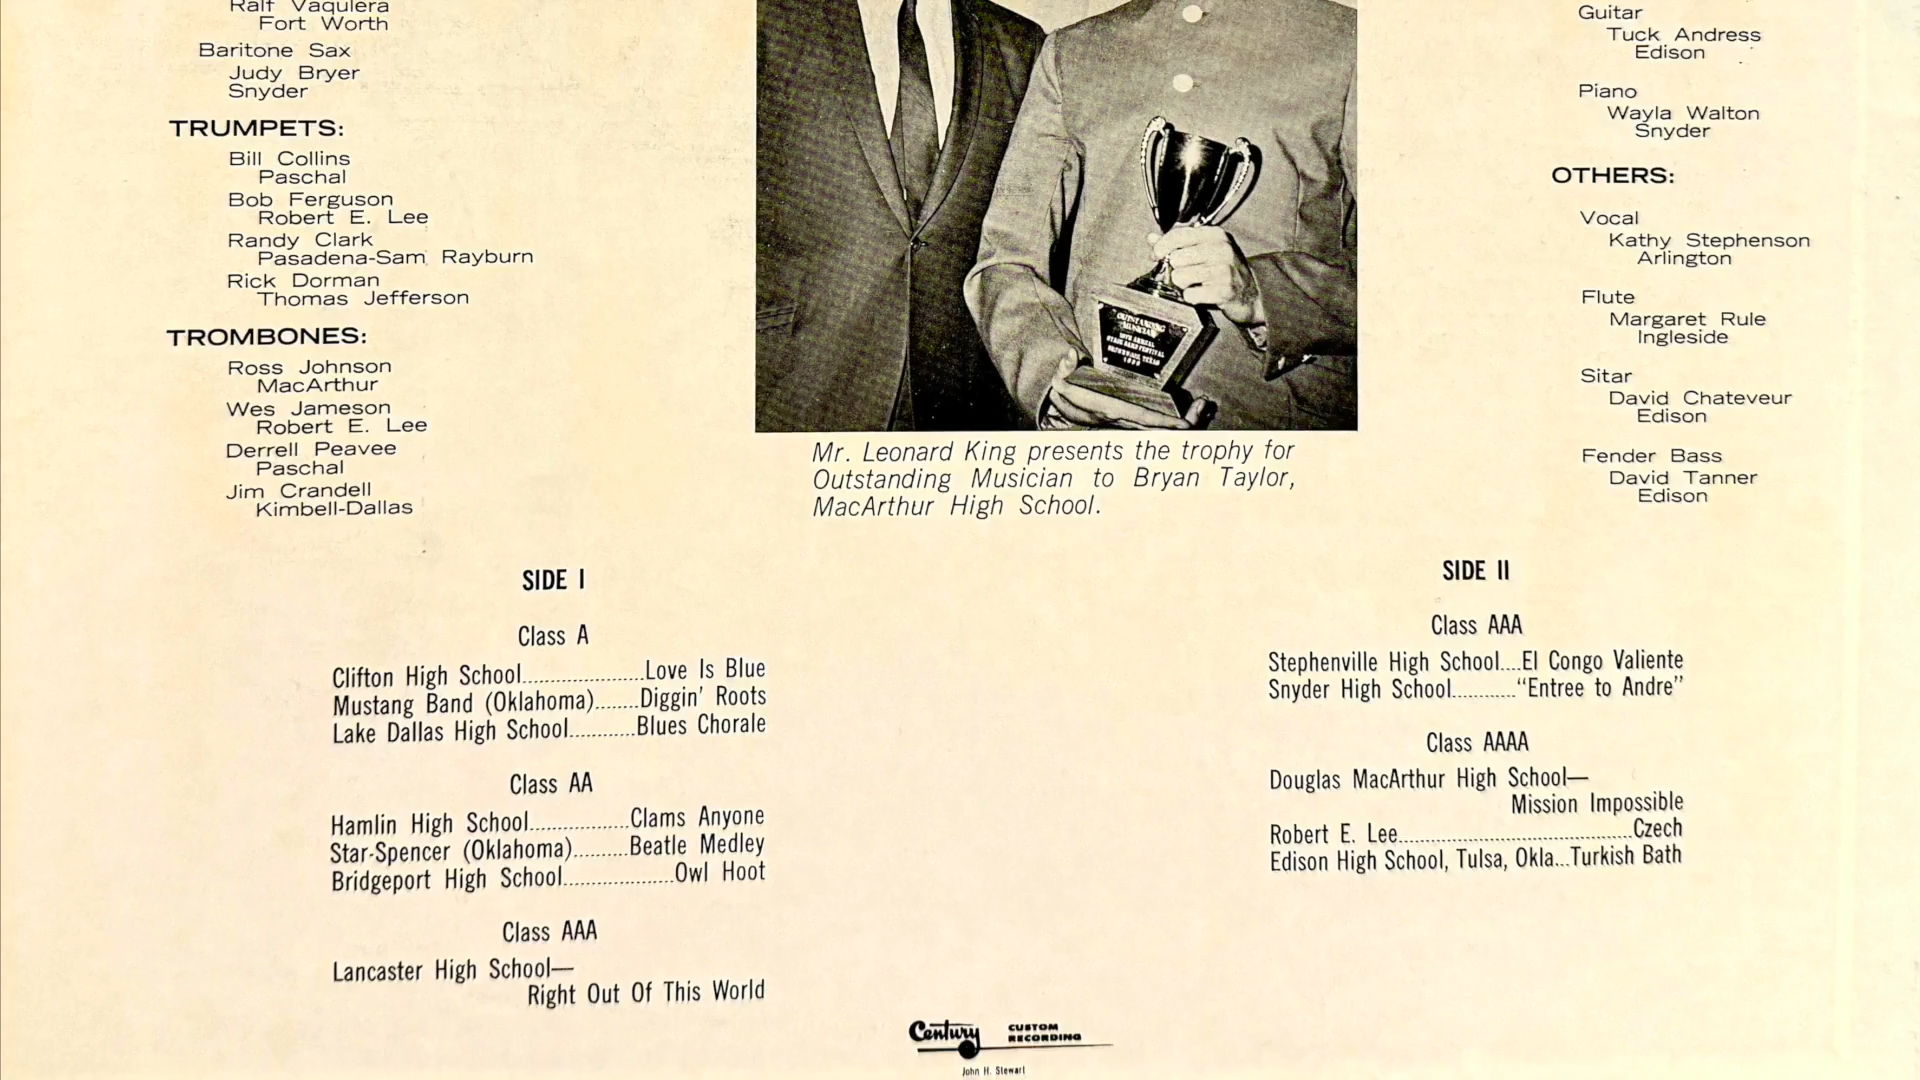 Ralf Vaquiera
Fort Worth
Baritone Sax
Judy Bryer
Snyder
TRUMPETS:
Bill Collins
Paschal
Bob Ferguson
Robert E. Lee
Randy Clark
Pasadena-Sam Rayburn
Rick Dorman
Thomas Jefferson
TROMBONES:
Ross Johnson
MacArthur
Wes Jameson
Robert E. Lee
Derrell Peavee
Paschal
Jim Crandell
Kimbell-Dallas
OUTSTANDING
MUSICIAN
STAGE BAND FESTIVAL
BROWNWOOD, TEXAS
Mr. Leonard King presents the trophy for
Outstanding Musician to Bryan Taylor,
MacArthur High School.
Guitar
Tuck Andress
Edison
Piano
Wayla Walton
Snyder
OTHERS:
Vocal
Kathy Stephenson
Arlington
Flute
Margaret Rule
Ingleside
Sitar
David Chateveur
Edison
Fender Bass
David Tanner
Edison
SIDE I
Class A
Clifton High School....................Love Is Blue
Mustang Band (Oklahoma).......Diggin' Roots
Lake Dallas High School...........Blues Chorale
Class AA
Hamlin High School.................Clams Anyone
Star-Spencer (Oklahoma).........Beatle Medley
Bridgeport High School...................Owl Hoot
Class AAA
Lancaster High School—
Right Out Of This World
SIDE II
Class AAA
Stephenville High School....El Congo Valiente
Snyder High School...........“Entree to Andre”
Class AAAA
Douglas MacArthur High School—
Mission Impossible
Robert E. Lee.......................................Czech
Edison High School, Tulsa, Okla...Turkish Bath
Century CUSTOM
RECORDING
John H. Stewart